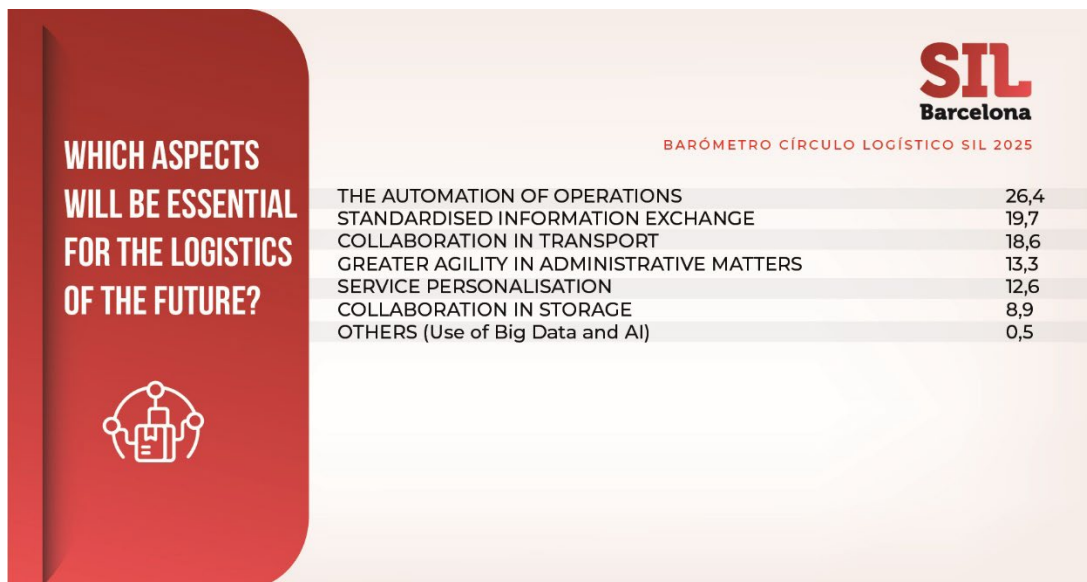 WHICH ASPECTS
WILL BE ESSENTIAL
FOR THE LOGISTICS
OF THE FUTURE?
SIL
Barcelona
BARÓMETRO CÍRCULO LOGÍSTICO SIL 2025
THE AUTOMATION OF OPERATIONS 26,4
STANDARDISED INFORMATION EXCHANGE 19,7
COLLABORATION IN TRANSPORT 18,6
GREATER AGILITY IN ADMINISTRATIVE MATTERS 13,3
SERVICE PERSONALISATION 12,6
COLLABORATION IN STORAGE 8,9
OTHERS (Use of Big Data and AI) 0,5